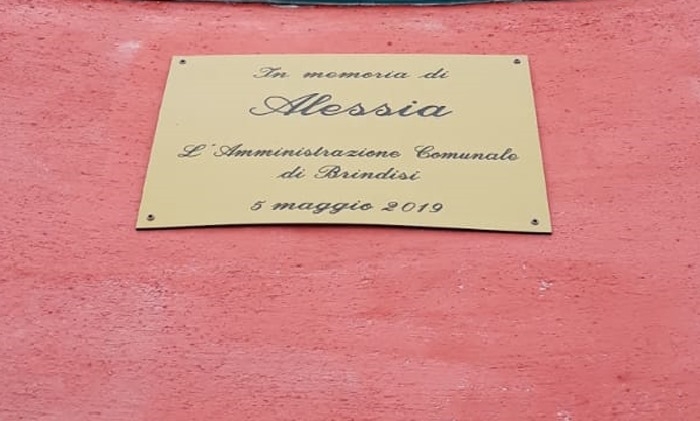 In memoria di
Alessia
L'Amministrazione Comunale
di Brindisi
5 maggio 2019